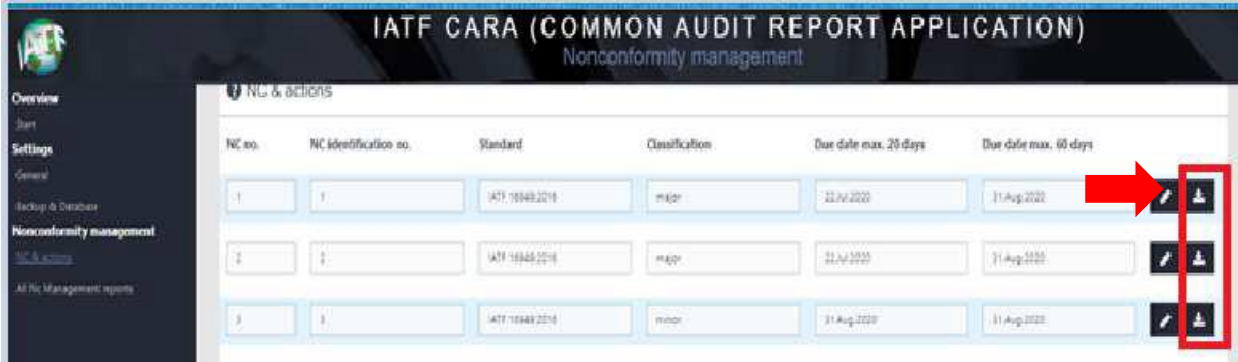 IATF CARA (COMMON AUDIT REPORT APPLICATION)
Nonconformity management
IATF
Overview
Start
Settings
General
Backup & Database
Nonconformity management
NC & actions
All Nc Management reports
NC & actions
NC no. NC identification no. Standard Classification Due date max. 20 days Due date max. 60 days
1 1 IATF 16949:2016 major 22.Jul.2020 31.Aug.2020
2 2 IATF 16949:2016 major 22.Jul.2020 31.Aug.2020
3 3 IATF 16949:2016 minor 31.Aug.2020 31.Aug.2020